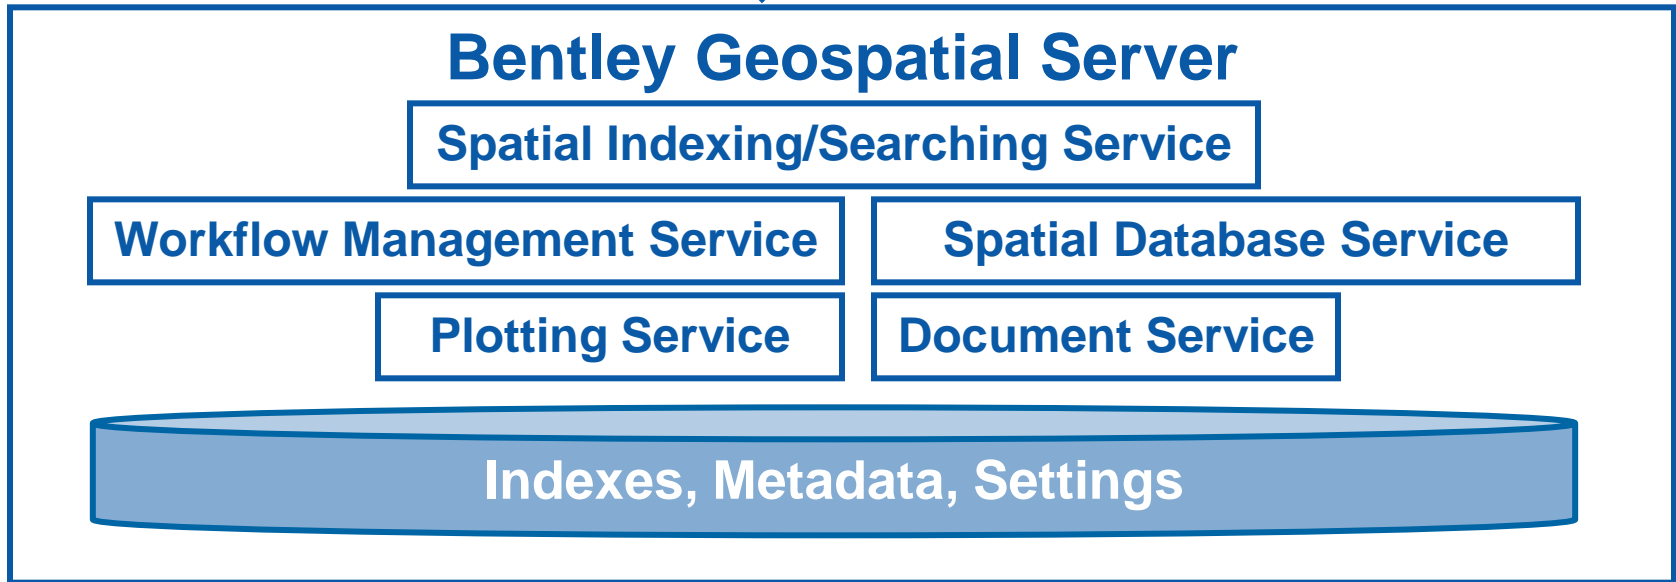 Bentley Geospatial Server
Spatial Indexing/Searching Service
Workflow Management Service
Spatial Database Service
Plotting Service
Document Service
Indexes, Metadata, Settings